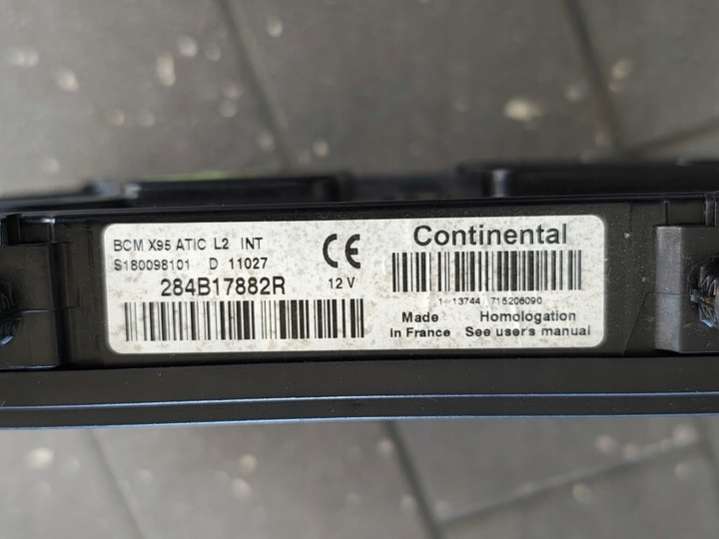 BCM X95 ATIC L2 INT
S180098101 D 11027
284B17882R
12 V
CE
Continental
1-13744 715206090
Made in France
Homologation
See user's manual